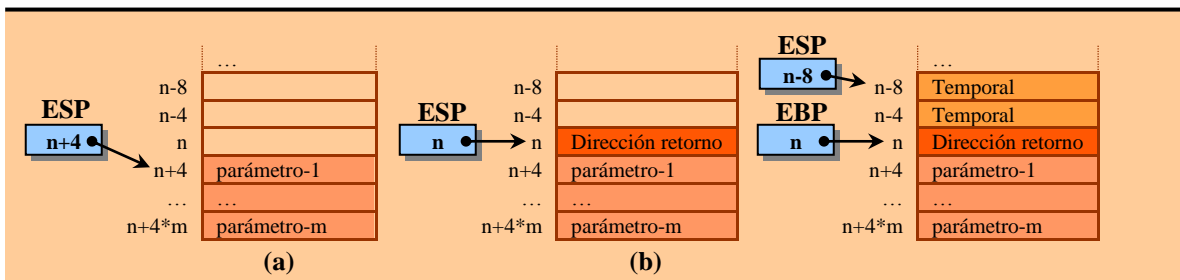 …
n-8
n-4
ESP
n+4
n
n+4 parámetro-1
… …
n+4*m parámetro-m
(a)
n-8
n-4
ESP
n
n Dirección retorno
n+4 parámetro-1
… …
n+4*m parámetro-m
(b)
ESP
n-8
…
n-8 Temporal
n-4 Temporal
EBP
n
n Dirección retorno
n+4 parámetro-1
… …
n+4*m parámetro-m